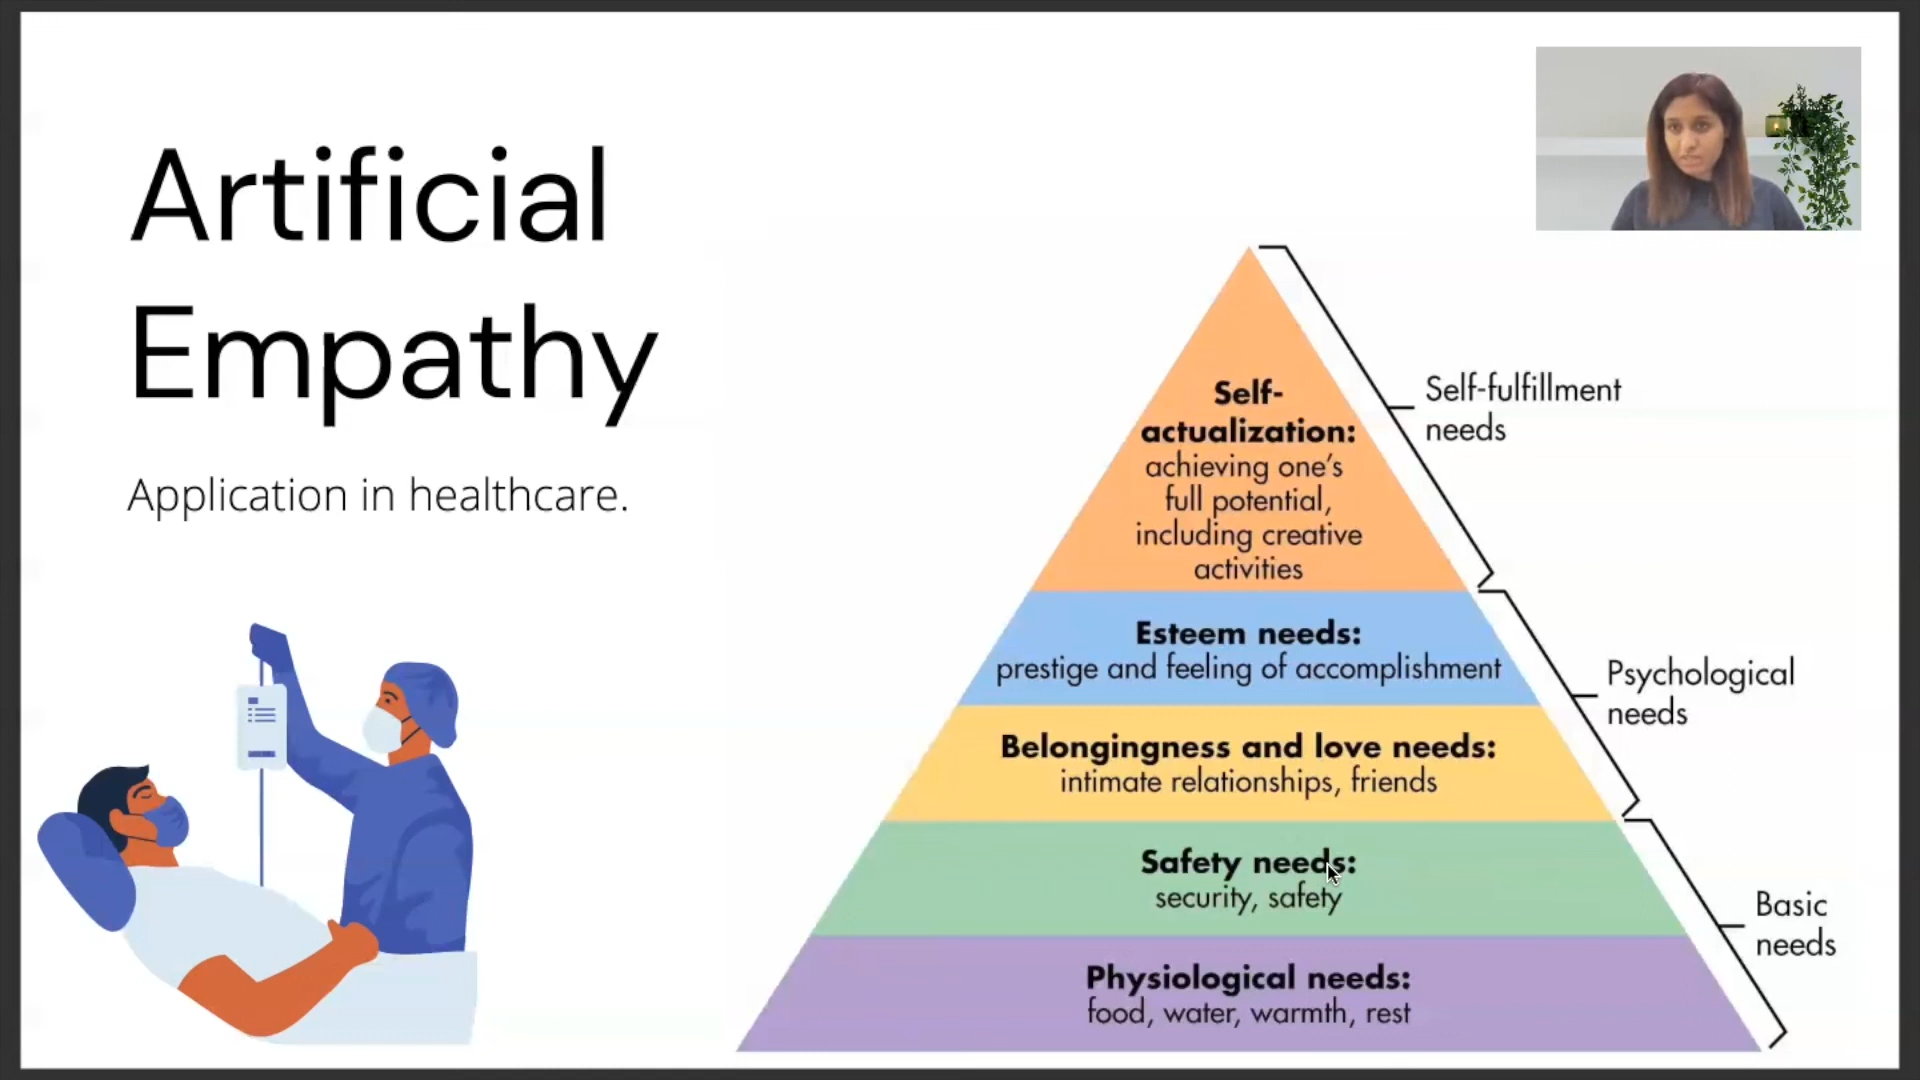 Artificial
Empathy
Application in healthcare.
Self-
actualization:
achieving one's
full potential,
including creative
activities
Self-fulfillment
needs
Esteem needs:
prestige and feeling of accomplishment
Belongingness and love needs:
intimate relationships, friends
Psychological
needs
Safety needs:
security, safety
Physiological needs:
food, water, warmth, rest
Basic
needs